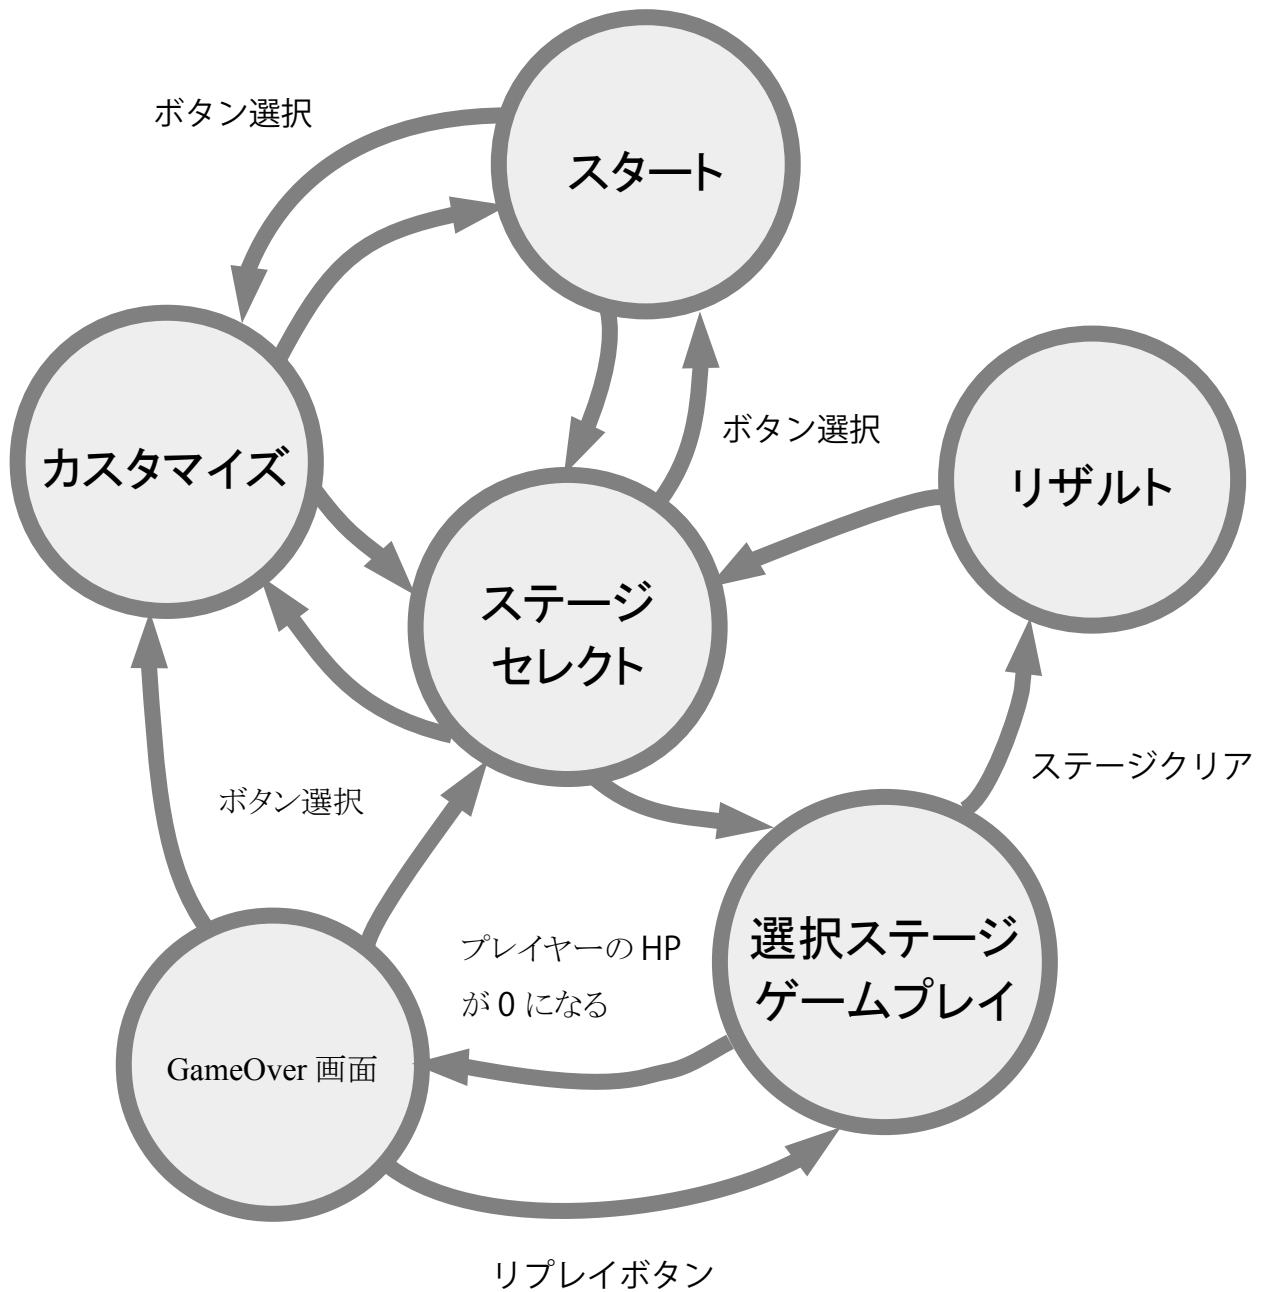 ボタン選択
スタート
ボタン選択
カスタマイズ
リザルト
ステージ
セレクト
ステージクリア
ボタン選択
プレイヤーの HP
が 0 になる
選択ステージ
ゲームプレイ
GameOver 画面
リプレイボタン